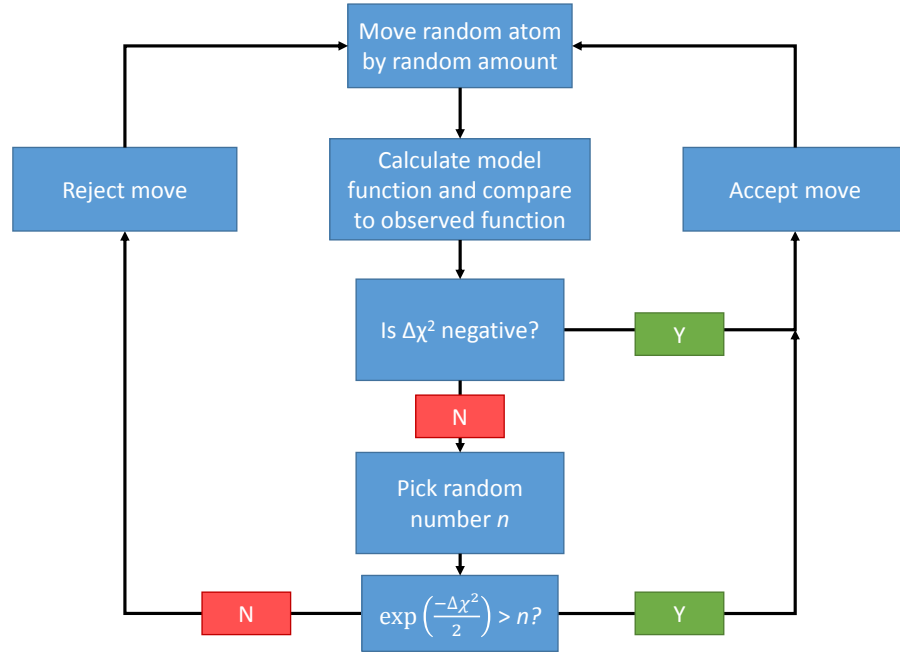 Move random atom
by random amount
Reject move
Calculate model
function and compare
to observed function
Accept move
Is Δχ² negative?
Y
N
Pick random
number n
N
exp(−Δχ²/2) > n?
Y